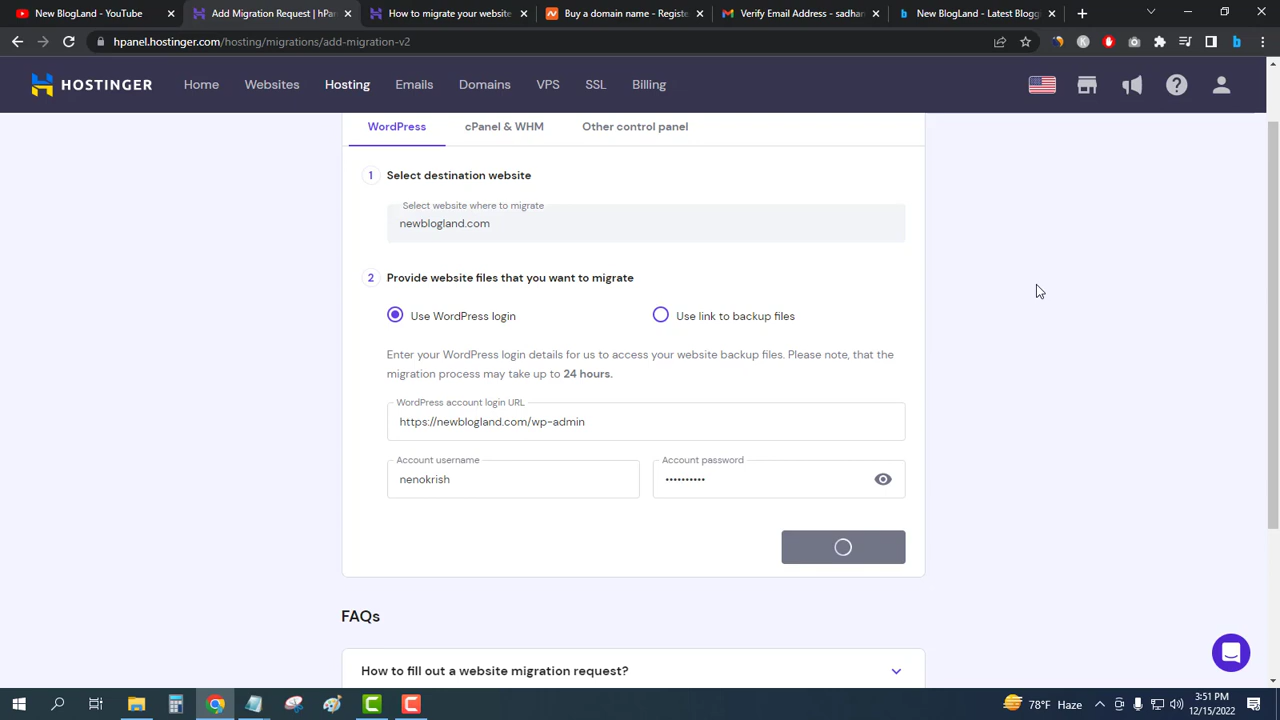 New BlogLand - YouTube
Add Migration Request | hPan
How to migrate your website
Buy a domain name - Registe
Verify Email Address - sadhan
New BlogLand - Latest Blogg
hpanel.hostinger.com/hosting/migrations/add-migration-v2
HOSTINGER
Home
Websites
Hosting
Emails
Domains
VPS
SSL
Billing
WordPress
cPanel & WHM
Other control panel
1 Select destination website
Select website where to migrate
newblogland.com
2 Provide website files that you want to migrate
Use WordPress login
Use link to backup files
Enter your WordPress login details for us to access your website backup files. Please note, that the
migration process may take up to 24 hours.
WordPress account login URL
https://newblogland.com/wp-admin
Account username
nenokrish
Account password
••••••••••
FAQs
How to fill out a website migration request?
78°F Haze
3:51 PM
12/15/2022